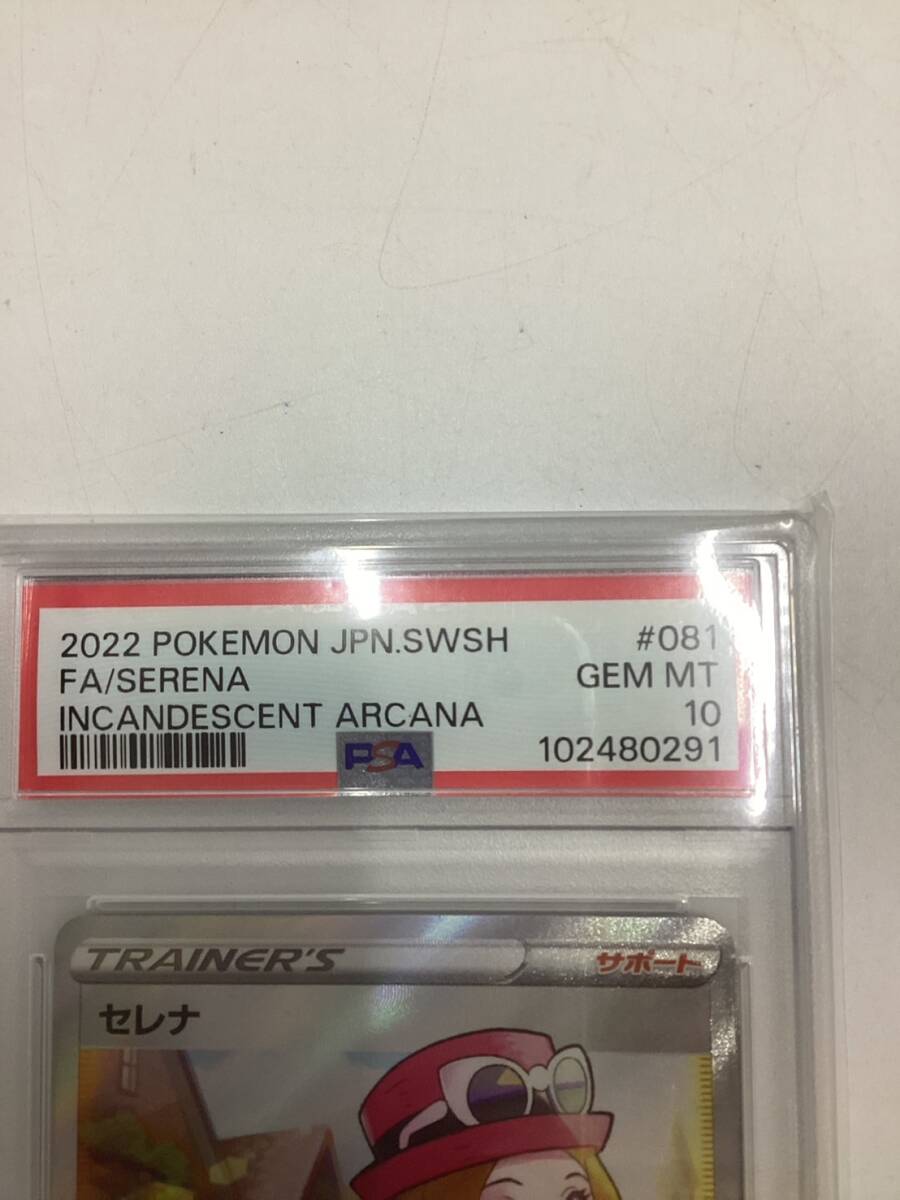 2022 POKEMON JPN.SWSH #081
FA/SERENA GEM MT
INCANDESCENT ARCANA 10
PSA 102480291
TRAINER'S サポート
セレナ